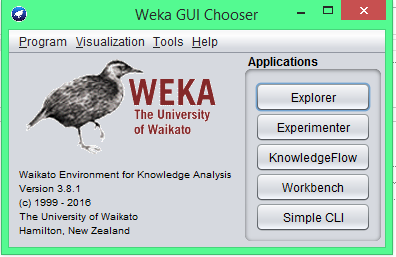 Weka GUI Chooser
Program Visualization Tools Help
Applications
WEKA
The University
of Waikato
Explorer
Experimenter
KnowledgeFlow
Workbench
Simple CLI
Waikato Environment for Knowledge Analysis
Version 3.8.1
(c) 1999 - 2016
The University of Waikato
Hamilton, New Zealand